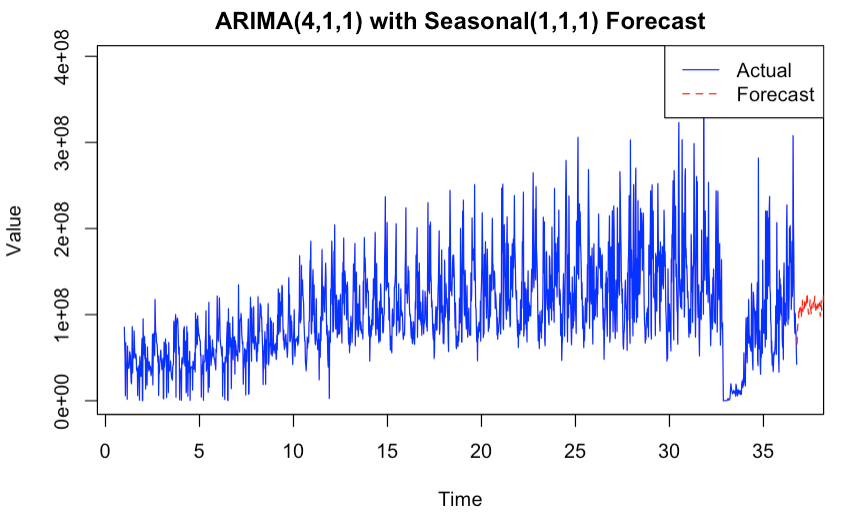 ARIMA(4,1,1) with Seasonal(1,1,1) Forecast
Actual
Forecast
4e+08
3e+08
2e+08
1e+08
0e+00
Value
0 5 10 15 20 25 30 35
Time